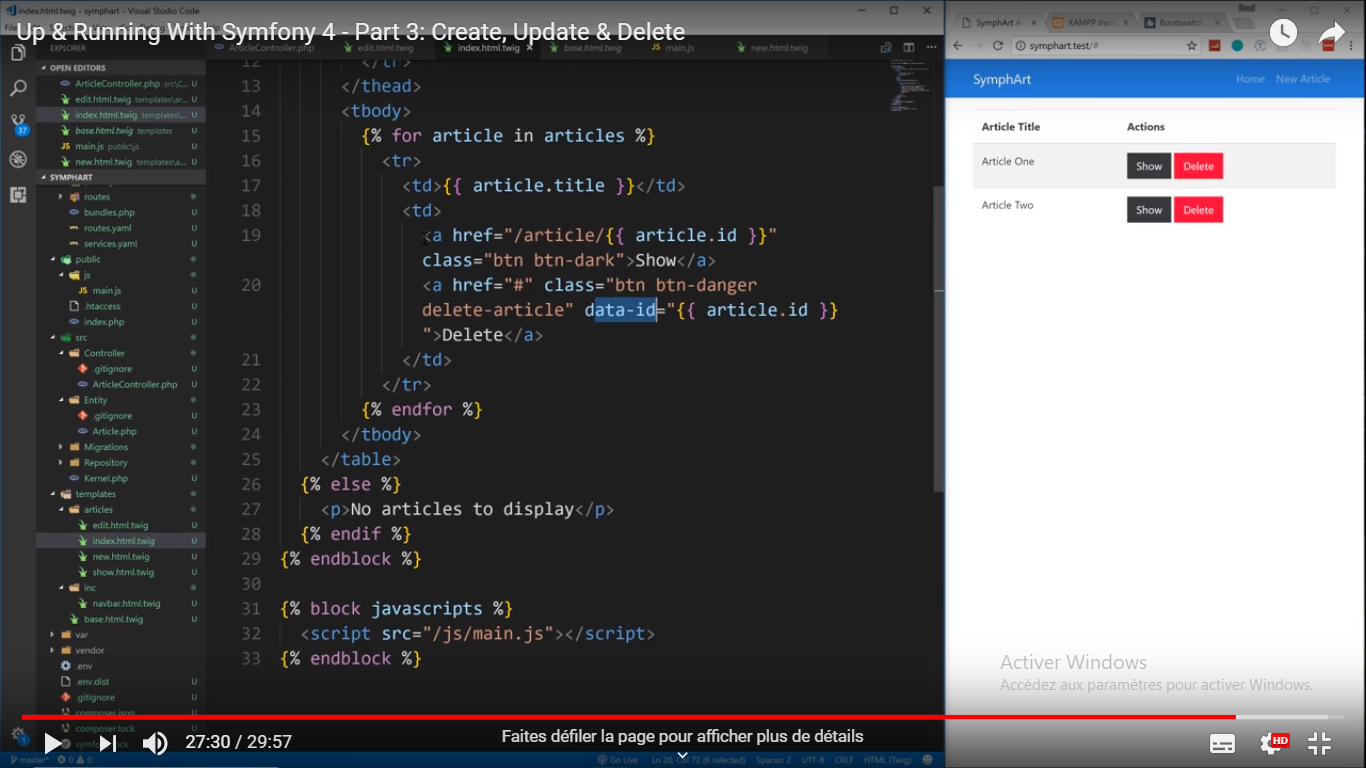 index.html.twig - symphart - Visual Studio Code
Up & Running With Symfony 4 - Part 3: Create, Update & Delete
EXPLORER
OPEN EDITORS
ArticleController.php src\C... U
edit.html.twig templates\ar... U
index.html.twig templates\... U
base.html.twig templates U
JS main.js public\js U
new.html.twig templates\a... U
SYMPHART
routes
bundles.php U
routes.yaml U
services.yaml U
public
js
JS main.js U
.htaccess U
index.php U
src
Controller
.gitignore U
ArticleController.php U
Entity
.gitignore U
Article.php U
Migrations
Repository
Kernel.php U
templates
articles
edit.html.twig U
index.html.twig U
new.html.twig U
show.html.twig U
inc
navbar.html.twig U
base.html.twig U
var
vendor
.env
.env.dist U
.gitignore U
composer.json U
composer.lock U
37
1
master*
0 0
ArticleController.php
edit.html.twig
index.html.twig
base.html.twig
JS main.js
new.html.twig
12 </tr>
13 </thead>
14 <tbody>
15 {% for article in articles %}
16 <tr>
17 <td>{{ article.title }}</td>
18 <td>
19 <a href="/article/{{ article.id }}"
class="btn btn-dark">Show</a>
20 <a href="#" class="btn btn-danger
delete-article" data-id="{{ article.id }}
">Delete</a>
21 </td>
22 </tr>
23 {% endfor %}
24 </tbody>
25 </table>
26 {% else %}
27 <p>No articles to display</p>
28 {% endif %}
29 {% endblock %}
30
31 {% block javascripts %}
32 <script src="/js/main.js"></script>
33 {% endblock %}
Go Live
Ln 20, Col 72 (6 selected)
Spaces: 2
UTF-8
CRLF
HTML (Twig)
SymphArt A
XAMPP Inst
Bootswatch
symphart.test/#
SymphArt
Home New Article
Article Title Actions
Article One Show Delete
Article Two Show Delete
Activer Windows
Accédez aux paramètres pour activer Windows.
27:30 / 29:57
Faites défiler la page pour afficher plus de détails
HD